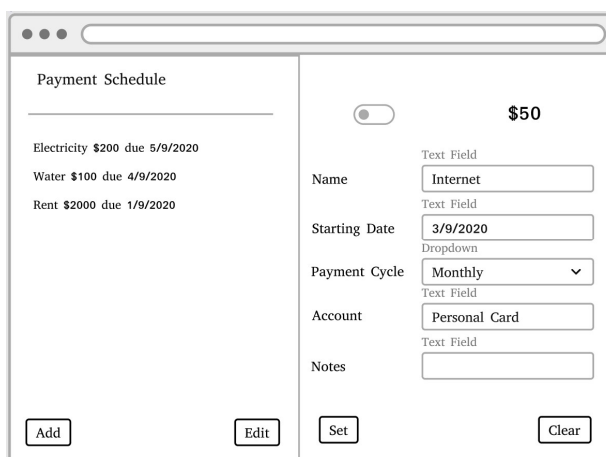 Payment Schedule
Electricity $200 due 5/9/2020
Water $100 due 4/9/2020
Rent $2000 due 1/9/2020
Add
Edit
$50
Text Field
Name
Internet
Text Field
Starting Date
3/9/2020
Dropdown
Payment Cycle
Monthly
Text Field
Account
Personal Card
Text Field
Notes
Set
Clear